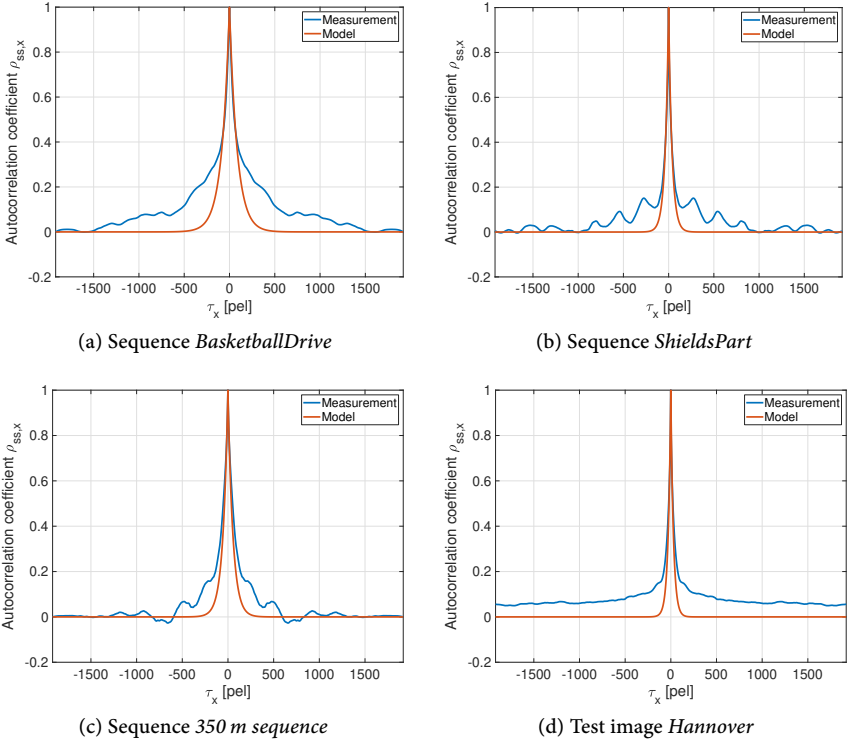 1
0.8
0.6
0.4
0.2
0
-0.2
Autocorrelation coefficient ρss,x
Measurement
Model
-1500 -1000 -500 0 500 1000 1500
τx [pel]
(a) Sequence BasketballDrive
1
0.8
0.6
0.4
0.2
0
-0.2
Autocorrelation coefficient ρss,x
Measurement
Model
-1500 -1000 -500 0 500 1000 1500
τx [pel]
(b) Sequence ShieldsPart
1
0.8
0.6
0.4
0.2
0
-0.2
Autocorrelation coefficient ρss,x
Measurement
Model
-1500 -1000 -500 0 500 1000 1500
τx [pel]
(c) Sequence 350 m sequence
1
0.8
0.6
0.4
0.2
0
-0.2
Autocorrelation coefficient ρss,x
Measurement
Model
-1500 -1000 -500 0 500 1000 1500
τx [pel]
(d) Test image Hannover